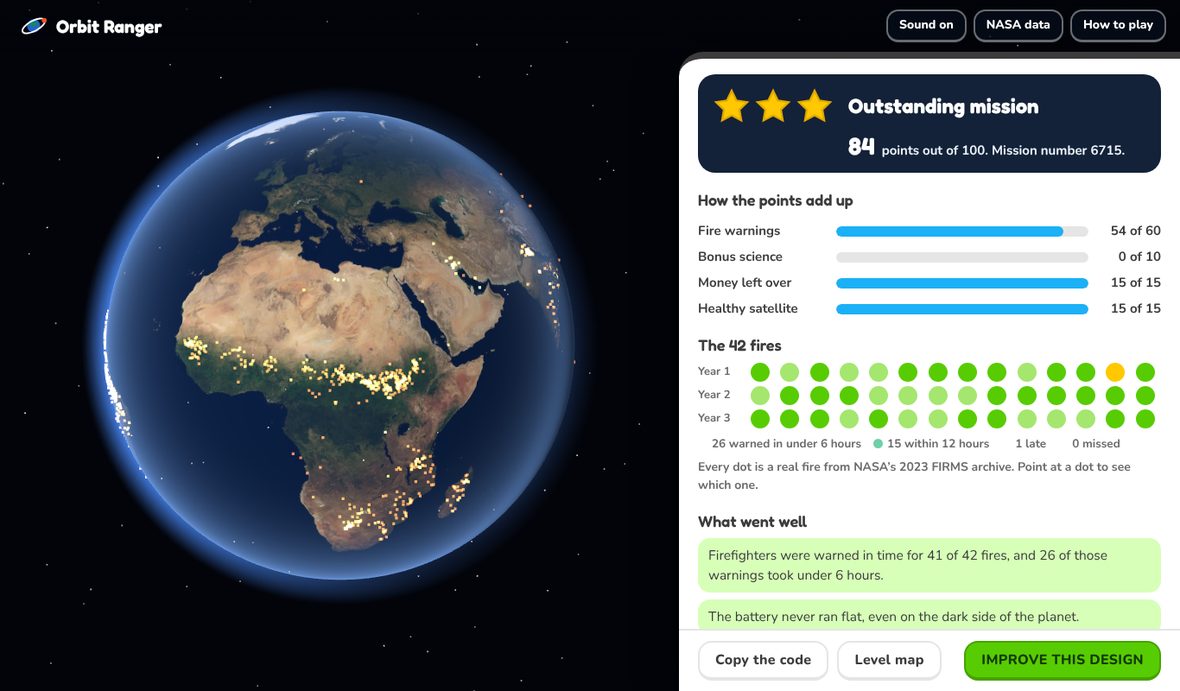 Orbit Ranger
Sound on
NASA data
How to play
Outstanding mission
84 points out of 100. Mission number 6715.
How the points add up
Fire warnings 54 of 60
Bonus science 0 of 10
Money left over 15 of 15
Healthy satellite 15 of 15
The 42 fires
Year 1
Year 2
Year 3
26 warned in under 6 hours 15 within 12 hours 1 late 0 missed
Every dot is a real fire from NASA's 2023 FIRMS archive. Point at a dot to see
which one.
What went well
Firefighters were warned in time for 41 of 42 fires, and 26 of those
warnings took under 6 hours.
The battery never ran flat, even on the dark side of the planet.
Copy the code
Level map
IMPROVE THIS DESIGN